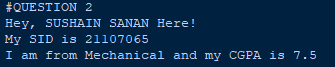 #QUESTION 2
Hey, SUSHAIN SANAN Here!
My SID is 21107065
I am from Mechanical and my CGPA is 7.5